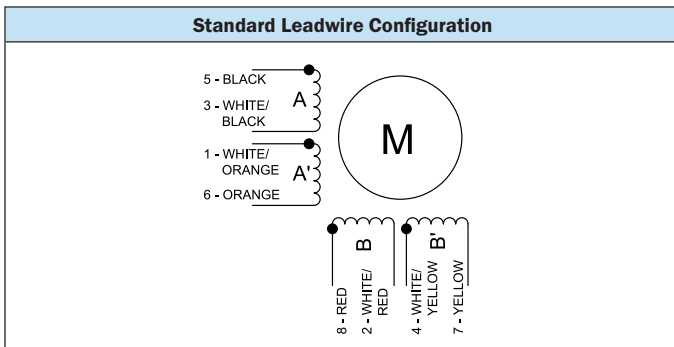 Standard Leadwire Configuration
5 - BLACK
3 - WHITE/
BLACK
A
1 - WHITE/
ORANGE
A'
6 - ORANGE
M
B
B'
8 - RED
2 - WHITE/
RED
4 - WHITE/
YELLOW
7 - YELLOW